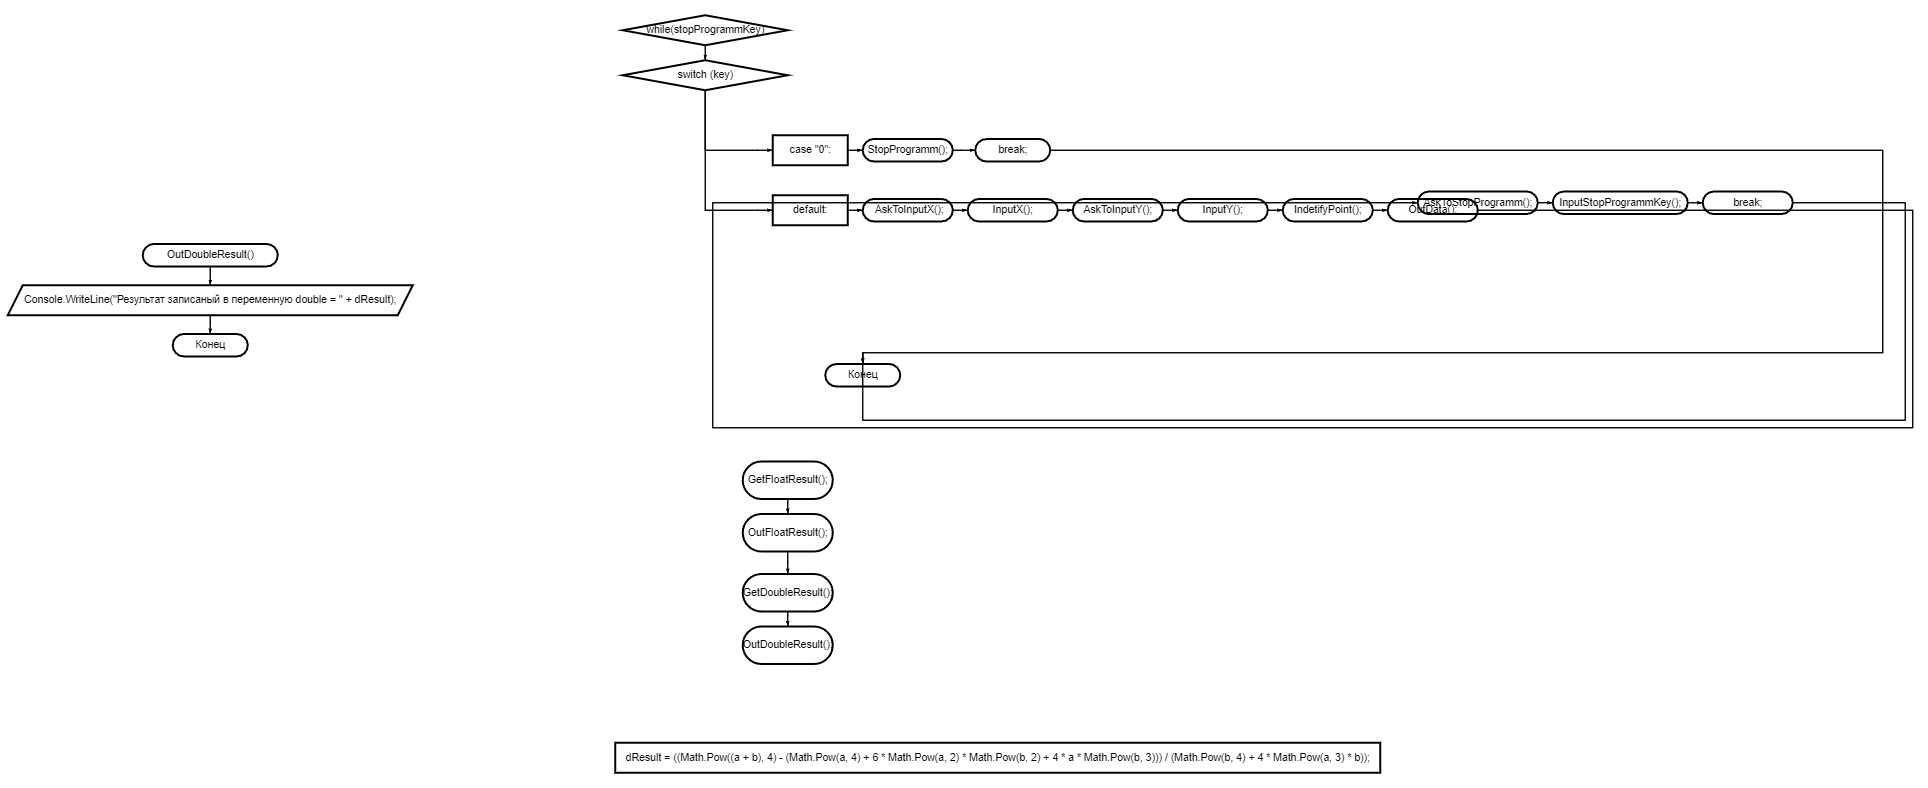 while(stopProgrammKey)
switch (key)
case "0":
StopProgramm();
break;
default:
AskToInputX();
InputX();
AskToInputY();
InputY();
IndetifyPoint();
OutData();
AskToStopProgramm();
InputStopProgrammKey();
break;
OutDoubleResult()
Console.WriteLine("Результат записаный в переменную double = " + dResult);
Конец
Конец
GetFloatResult();
OutFloatResult();
GetDoubleResult();
OutDoubleResult();
dResult = ((Math.Pow((a + b), 4) - (Math.Pow(a, 4) + 6 * Math.Pow(a, 2) * Math.Pow(b, 2) + 4 * a * Math.Pow(b, 3))) / (Math.Pow(b, 4) + 4 * Math.Pow(a, 3) * b));